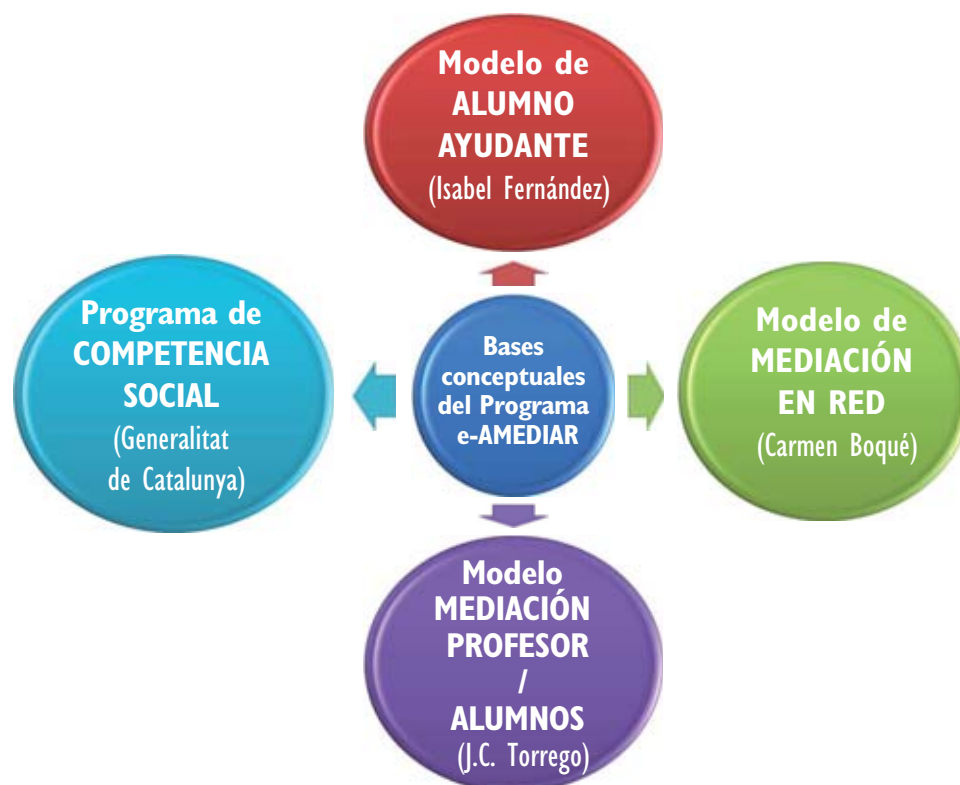 Modelo de
ALUMNO
AYUDANTE
(Isabel Fernández)
Programa de
COMPETENCIA
SOCIAL
(Generalitat
de Catalunya)
Bases
conceptuales
del Programa
e-AMEDIAR
Modelo de
MEDIACIÓN
EN RED
(Carmen Boqué)
Modelo
MEDIACIÓN
PROFESOR
/
ALUMNOS
(J.C. Torrego)